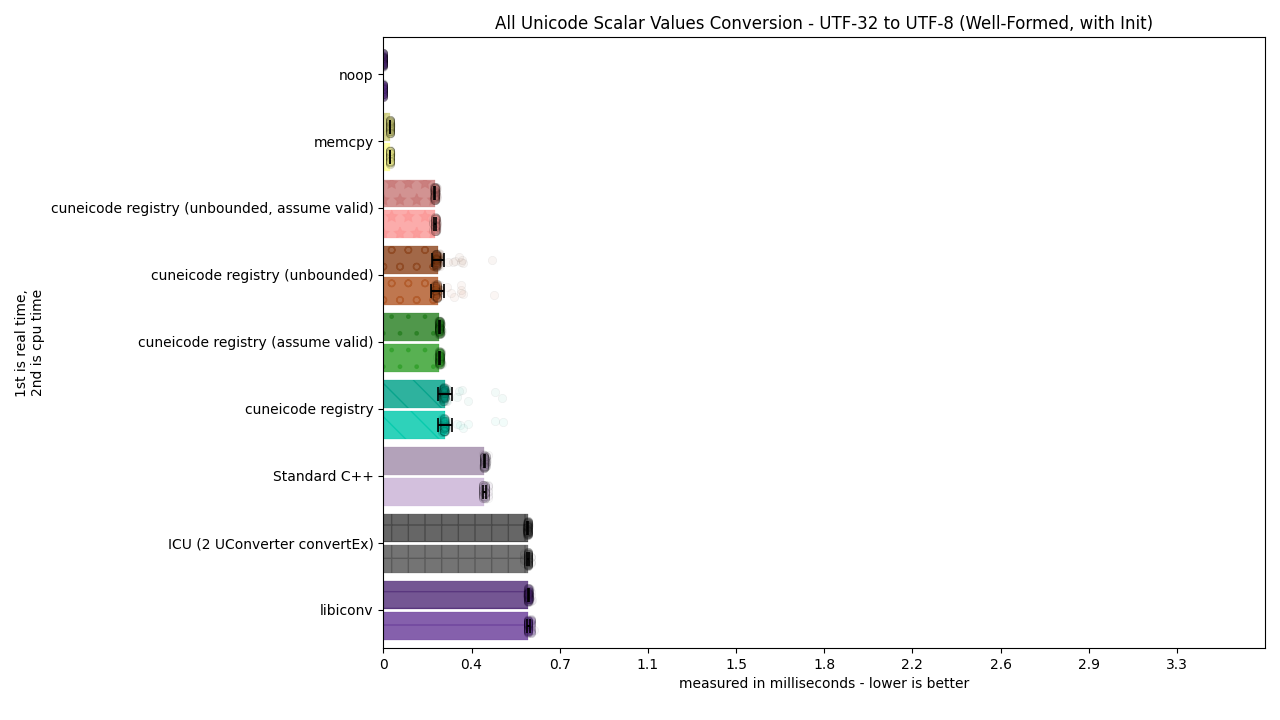 All Unicode Scalar Values Conversion - UTF-32 to UTF-8 (Well-Formed, with Init)
1st is real time,
2nd is cpu time
noop
memcpy
cuneicode registry (unbounded, assume valid)
cuneicode registry (unbounded)
cuneicode registry (assume valid)
cuneicode registry
Standard C++
ICU (2 UConverter convertEx)
libiconv
0 0.4 0.7 1.1 1.5 1.8 2.2 2.6 2.9 3.3
measured in milliseconds - lower is better